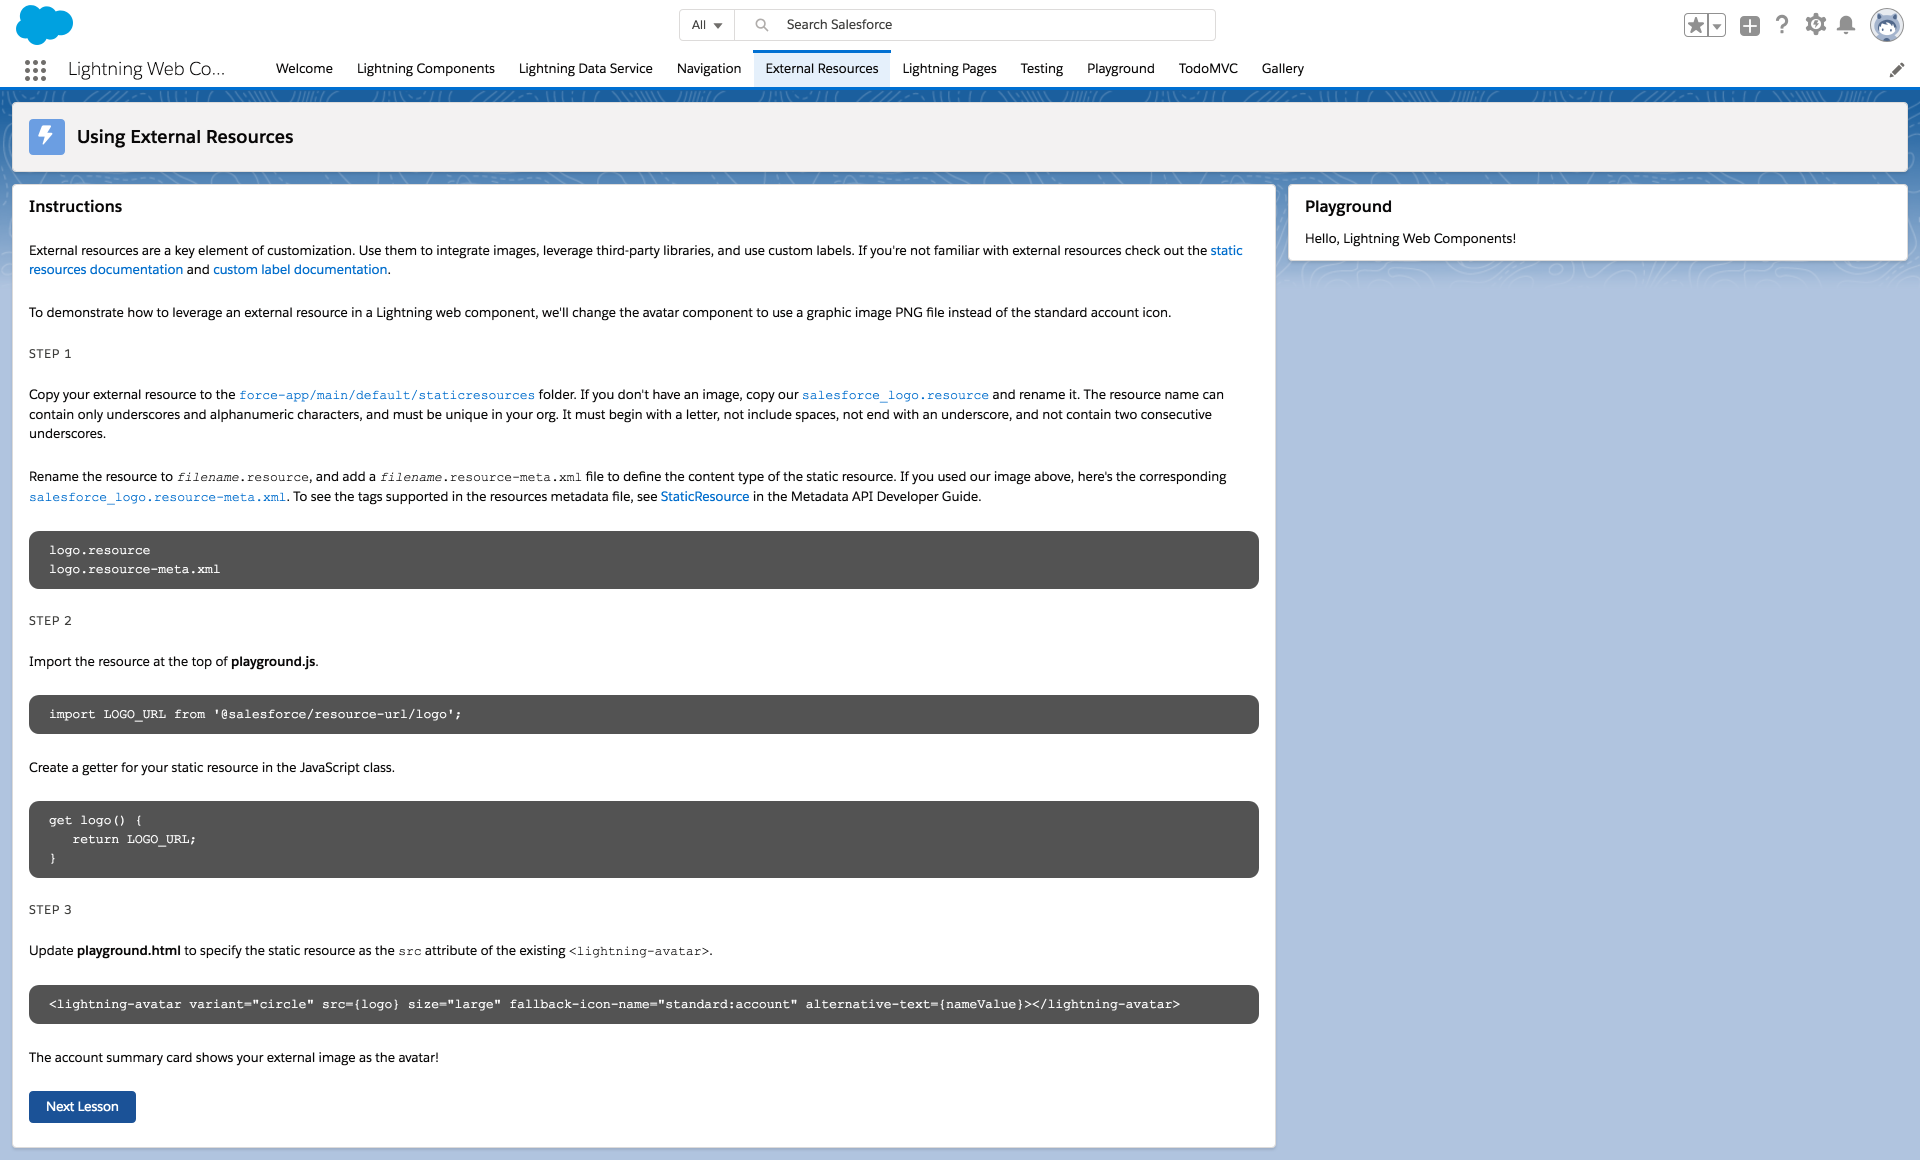 All
Search Salesforce
Lightning Web Co...
Welcome
Lightning Components
Lightning Data Service
Navigation
External Resources
Lightning Pages
Testing
Playground
TodoMVC
Gallery
Using External Resources
Instructions
External resources are a key element of customization. Use them to integrate images, leverage third-party libraries, and use custom labels. If you're not familiar with external resources check out the static
resources documentation and custom label documentation.
To demonstrate how to leverage an external resource in a Lightning web component, we'll change the avatar component to use a graphic image PNG file instead of the standard account icon.
STEP 1
Copy your external resource to the force-app/main/default/staticresources folder. If you don't have an image, copy our salesforce_logo.resource and rename it. The resource name can
contain only underscores and alphanumeric characters, and must be unique in your org. It must begin with a letter, not include spaces, not end with an underscore, and not contain two consecutive
underscores.
Rename the resource to filename.resource, and add a filename.resource-meta.xml file to define the content type of the static resource. If you used our image above, here's the corresponding
salesforce_logo.resource-meta.xml. To see the tags supported in the resources metadata file, see StaticResource in the Metadata API Developer Guide.
logo.resource
logo.resource-meta.xml
STEP 2
Import the resource at the top of playground.js.
import LOGO_URL from '@salesforce/resource-url/logo';
Create a getter for your static resource in the JavaScript class.
get logo() {
return LOGO_URL;
}
STEP 3
Update playground.html to specify the static resource as the src attribute of the existing <lightning-avatar>.
<lightning-avatar variant="circle" src={logo} size="large" fallback-icon-name="standard:account" alternative-text={nameValue}></lightning-avatar>
The account summary card shows your external image as the avatar!
Next Lesson
Playground
Hello, Lightning Web Components!